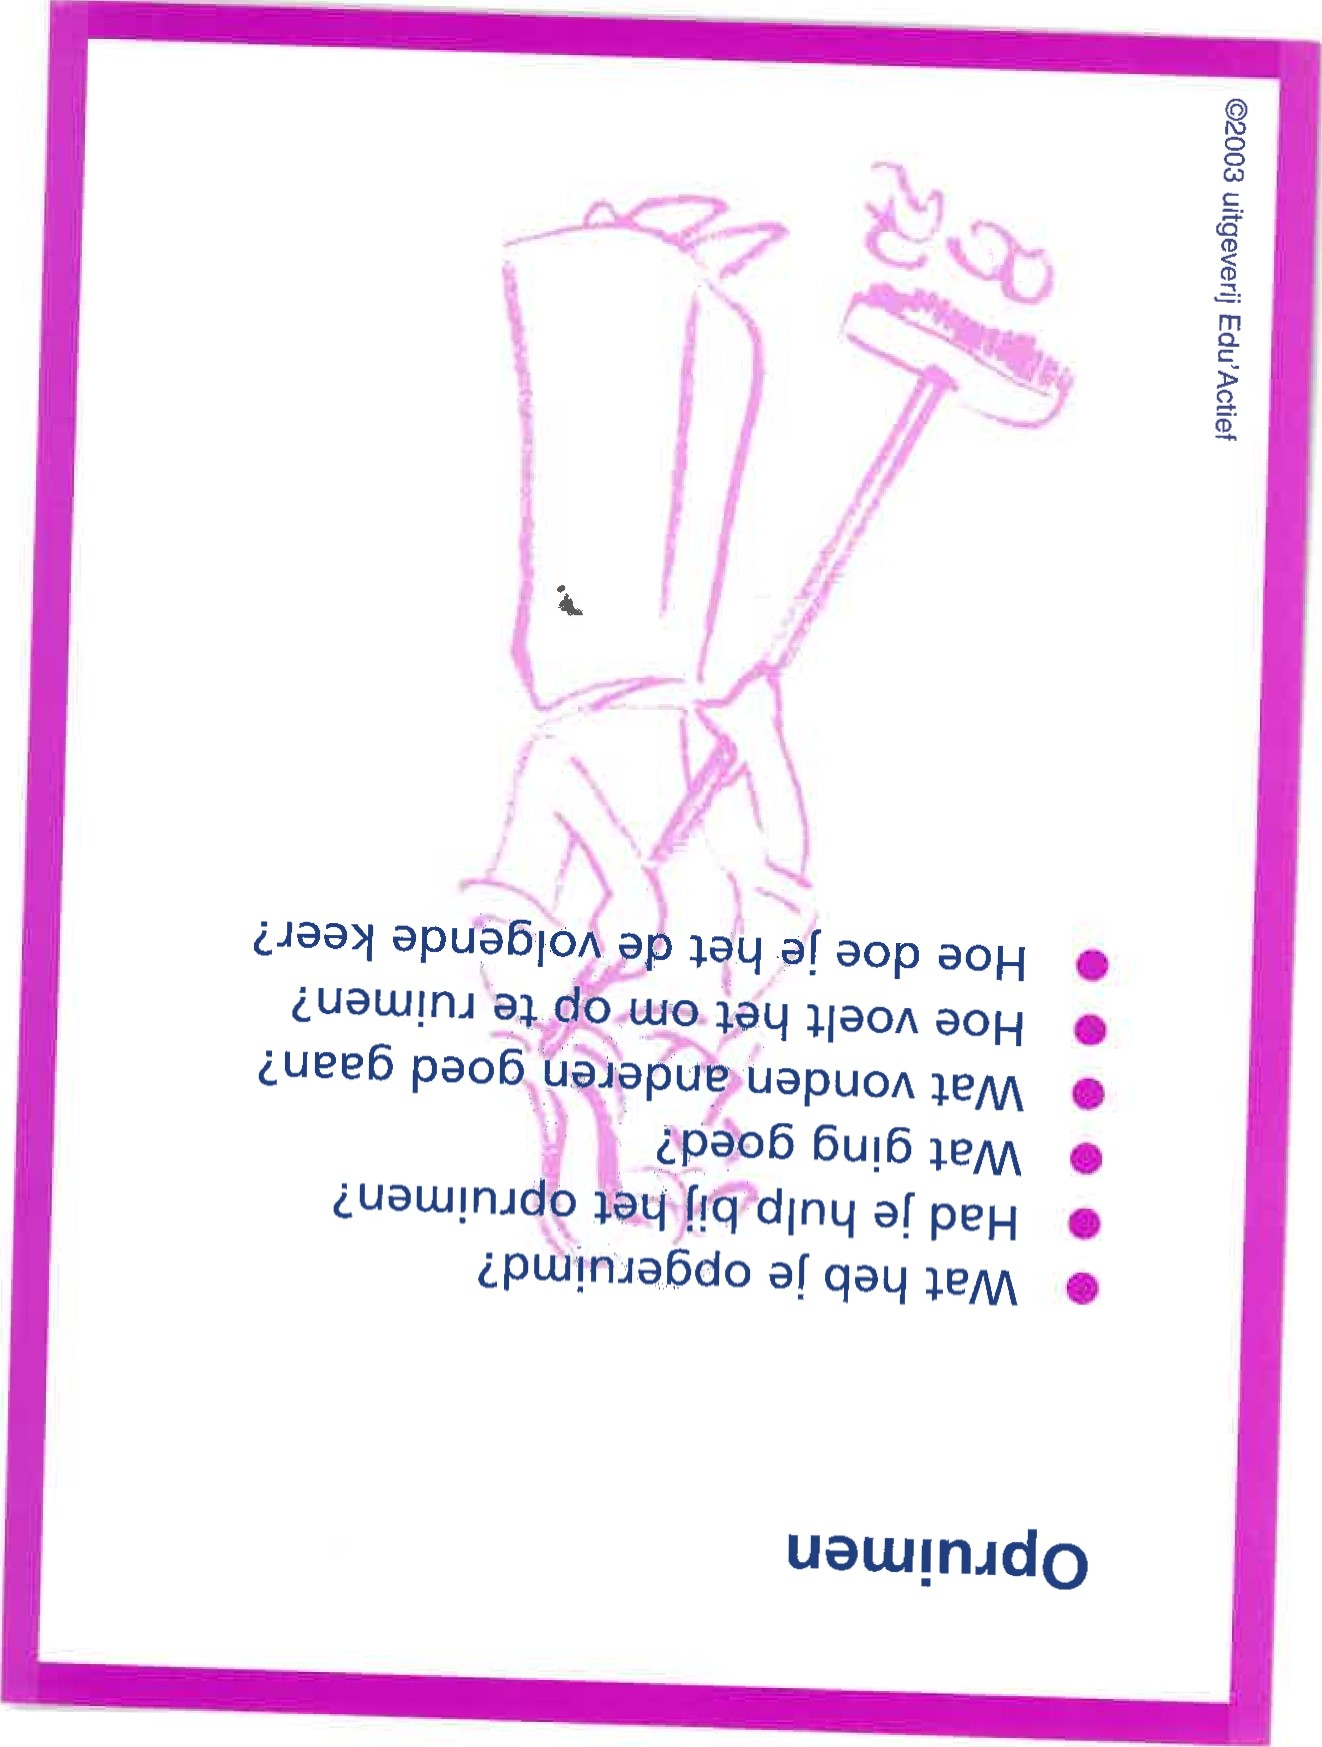 Opruimen
● Wat heb je opgeruimd?
● Had je hulp bij het opruimen?
● Wat ging goed?
● Wat vonden anderen goed gaan?
● Hoe voelt het om op te ruimen?
● Hoe doe je het de volgende keer?
©2003 uitgeverij Edu'Actief